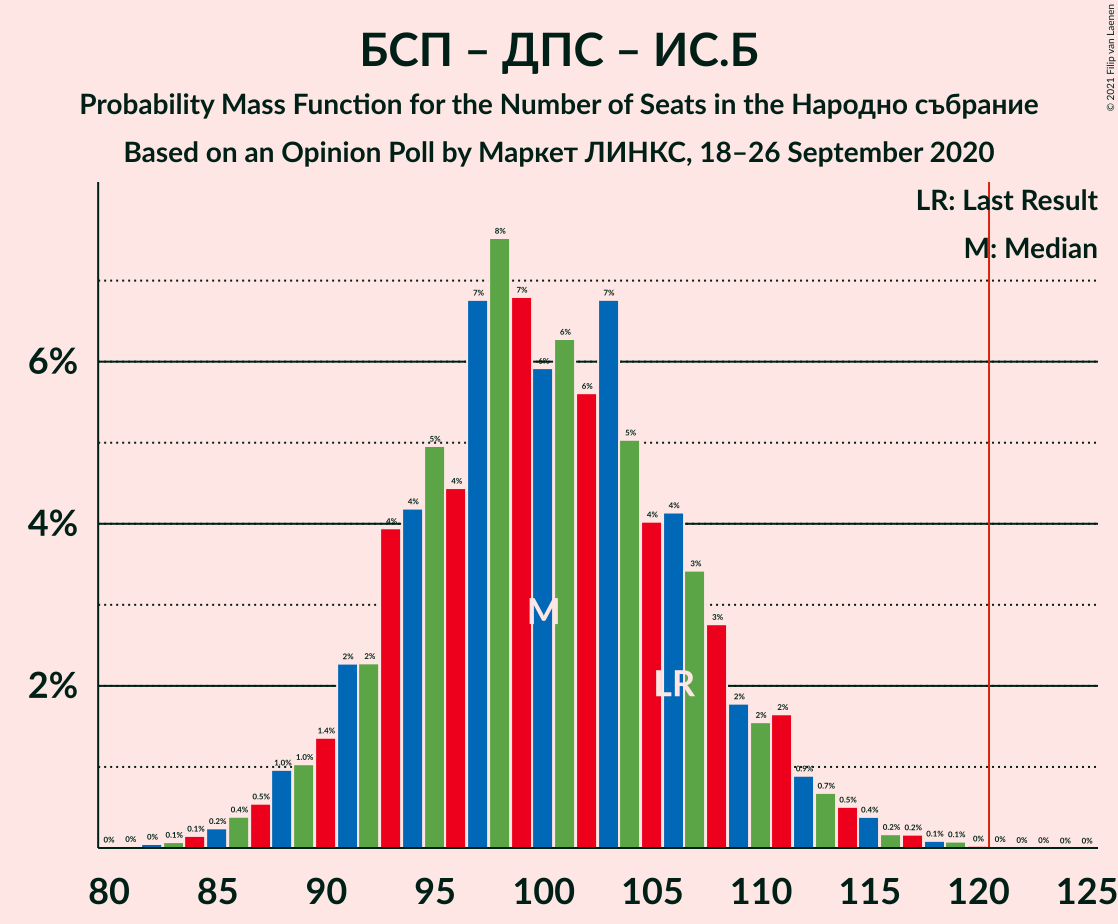 БСП – ДПС – ИС.Б
Probability Mass Function for the Number of Seats in the Народно събрание
Based on an Opinion Poll by Маркет ЛИНКС, 18–26 September 2020
© 2021 Filip van Laenen
LR: Last Result
M: Median
6%
4%
2%
0% 0% 0% 0.1% 0.1% 0.2% 0.4% 0.5% 1.0% 1.0% 1.4% 2% 2% 4% 4% 5% 4% 7% 8% 7% 6% 6% 6% 7% 5% 4% 4% 3% 3% 2% 2% 2% 0.9% 0.7% 0.5% 0.4% 0.2% 0.2% 0.1% 0.1% 0% 0% 0% 0% 0% 0%
M
LR
80 85 90 95 100 105 110 115 120 125